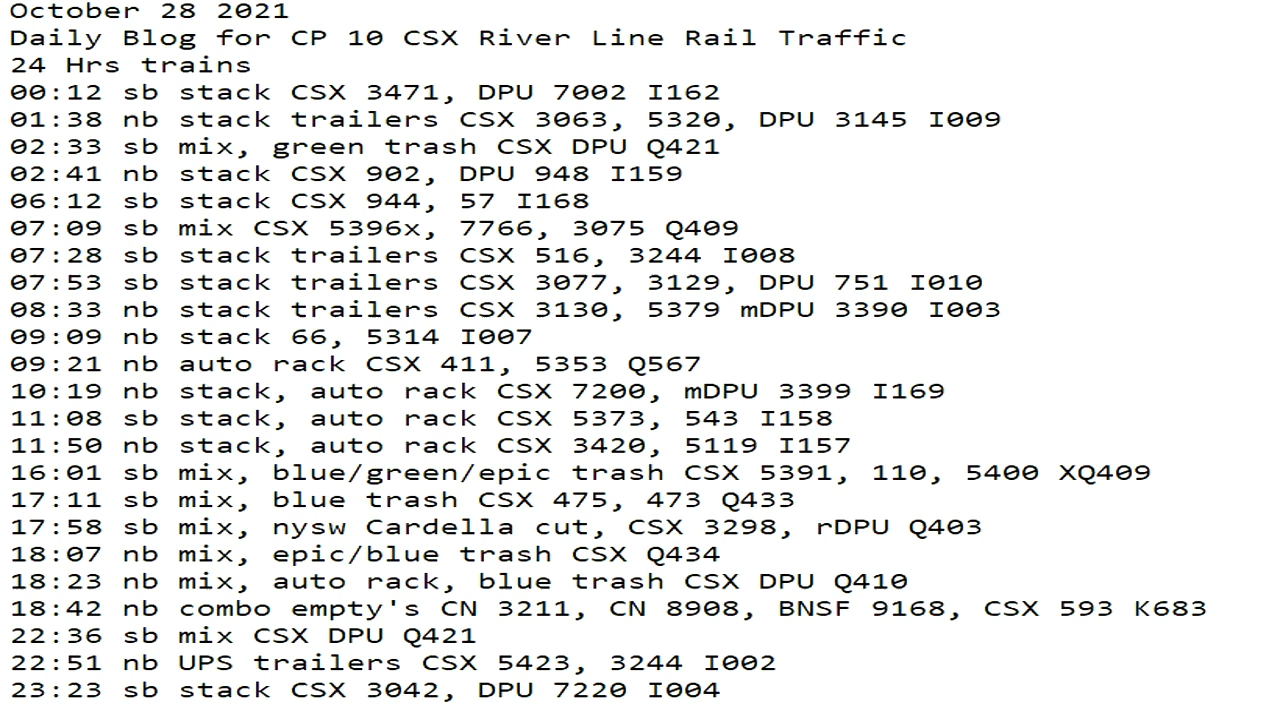 October 28 2021
Daily Blog for CP 10 CSX River Line Rail Traffic
24 Hrs trains
00:12 sb stack CSX 3471, DPU 7002 I162
01:38 nb stack trailers CSX 3063, 5320, DPU 3145 I009
02:33 sb mix, green trash CSX DPU Q421
02:41 nb stack CSX 902, DPU 948 I159
06:12 sb stack CSX 944, 57 I168
07:09 sb mix CSX 5396x, 7766, 3075 Q409
07:28 sb stack trailers CSX 516, 3244 I008
07:53 sb stack trailers CSX 3077, 3129, DPU 751 I010
08:33 nb stack trailers CSX 3130, 5379 mDPU 3390 I003
09:09 nb stack 66, 5314 I007
09:21 nb auto rack CSX 411, 5353 Q567
10:19 nb stack, auto rack CSX 7200, mDPU 3399 I169
11:08 sb stack, auto rack CSX 5373, 543 I158
11:50 nb stack, auto rack CSX 3420, 5119 I157
16:01 sb mix, blue/green/epic trash CSX 5391, 110, 5400 XQ409
17:11 sb mix, blue trash CSX 475, 473 Q433
17:58 sb mix, nysw Cardella cut, CSX 3298, rDPU Q403
18:07 nb mix, epic/blue trash CSX Q434
18:23 nb mix, auto rack, blue trash CSX DPU Q410
18:42 nb combo empty's CN 3211, CN 8908, BNSF 9168, CSX 593 K683
22:36 sb mix CSX DPU Q421
22:51 nb UPS trailers CSX 5423, 3244 I002
23:23 sb stack CSX 3042, DPU 7220 I004